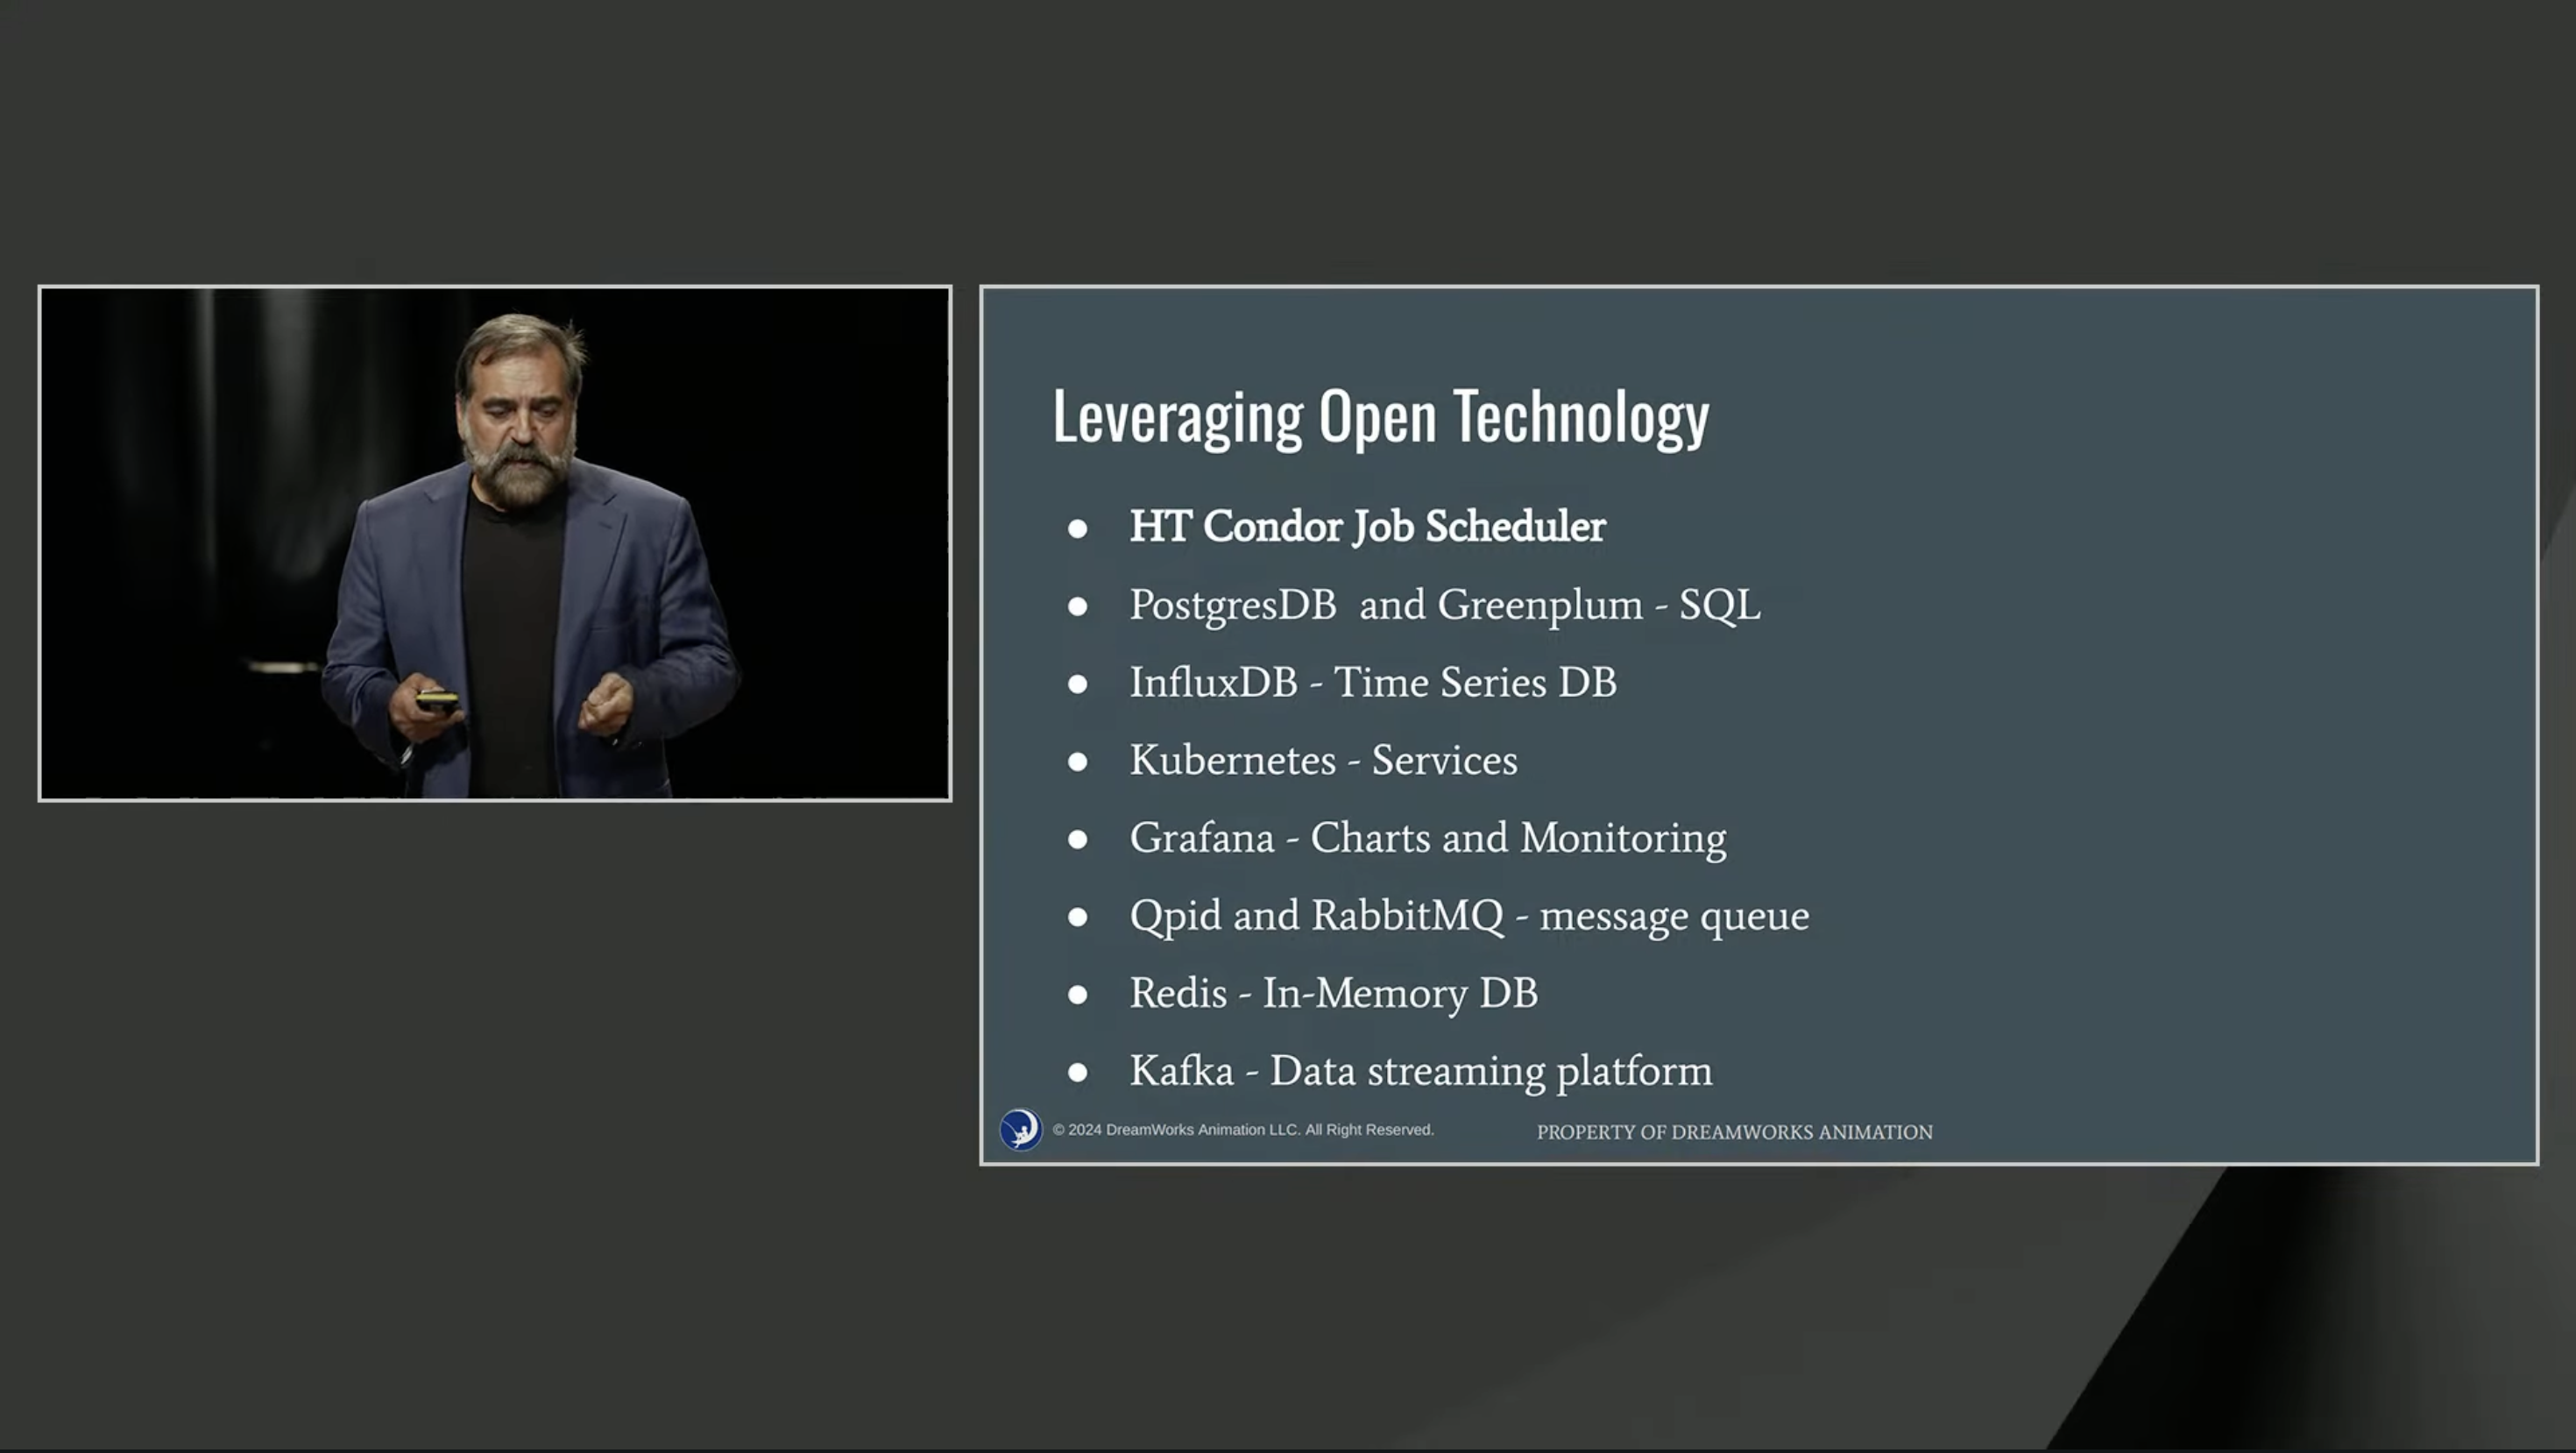 Leveraging Open Technology
● HT Condor Job Scheduler
● PostgresDB and Greenplum - SQL
● InfluxDB - Time Series DB
● Kubernetes - Services
● Grafana - Charts and Monitoring
● Qpid and RabbitMQ - message queue
● Redis - In-Memory DB
● Kafka - Data streaming platform
© 2024 DreamWorks Animation LLC. All Right Reserved. PROPERTY OF DREAMWORKS ANIMATION